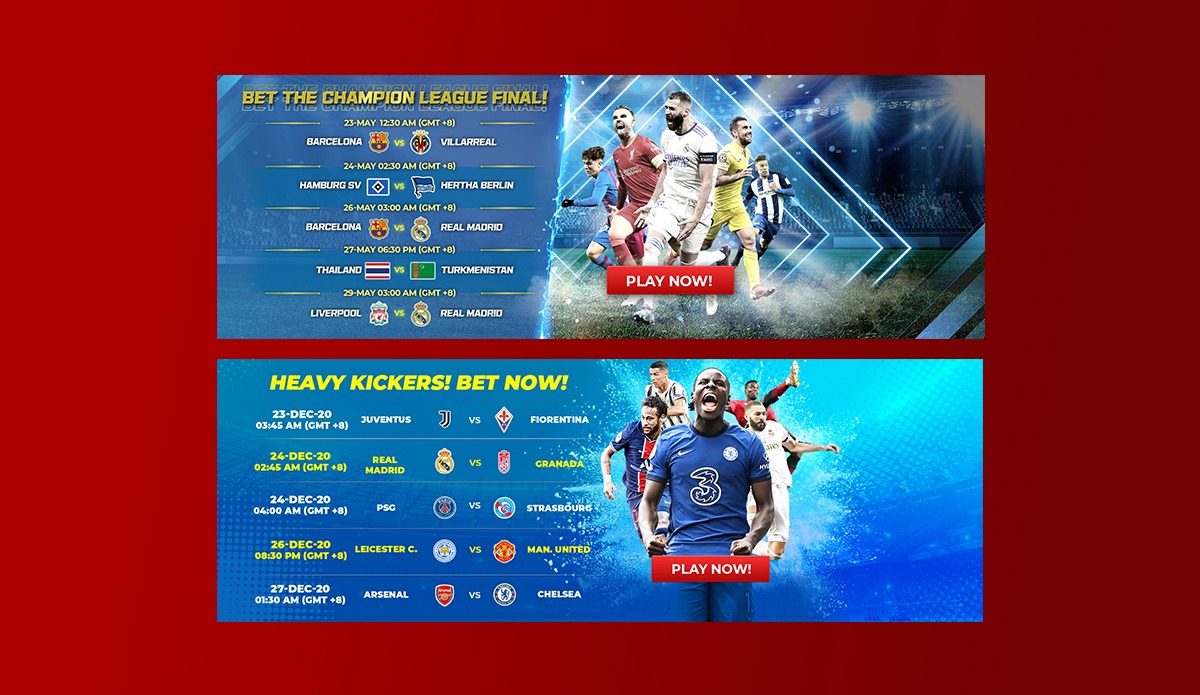 BET THE CHAMPION LEAGUE FINAL!
23-MAY 12:30 AM (GMT +8)
BARCELONA VS VILLARREAL
24-MAY 02:30 AM (GMT +8)
HAMBURG SV VS HERTHA BERLIN
26-MAY 03:00 AM (GMT +8)
BARCELONA VS REAL MADRID
27-MAY 06:30 PM (GMT +8)
THAILAND VS TURKMENISTAN
29-MAY 03:00 AM (GMT +8)
LIVERPOOL VS REAL MADRID
PLAY NOW!
HEAVY KICKERS! BET NOW!
23-DEC-20
03:45 AM (GMT +8) JUVENTUS VS FIORENTINA
24-DEC-20
02:45 AM (GMT +8) REAL MADRID VS GRANADA
24-DEC-20
04:00 AM (GMT +8) PSG VS STRASBOURG
26-DEC-20
08:30 PM (GMT +8) LEICESTER C. VS MAN. UNITED
27-DEC-20
01:30 AM (GMT +8) ARSENAL VS CHELSEA
3
PLAY NOW!